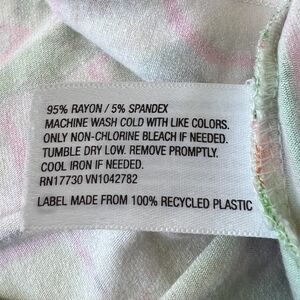 95% RAYON / 5% SPANDEX
MACHINE WASH COLD WITH LIKE COLORS.
ONLY NON-CHLORINE BLEACH IF NEEDED.
TUMBLE DRY LOW. REMOVE PROMPTLY.
COOL IRON IF NEEDED.
RN17730 VN1042782
LABEL MADE FROM 100% RECYCLED PLASTIC